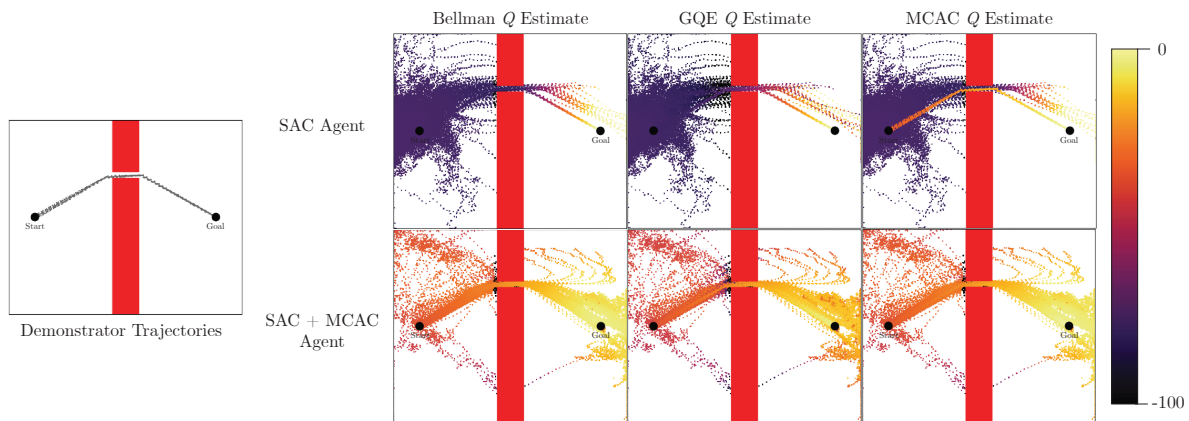 Bellman Q Estimate
GQE Q Estimate
MCAC Q Estimate
0
SAC Agent
Goal
Goal
Goal
Start
Goal
Demonstrator Trajectories
SAC + MCAC
Agent
Goal
Goal
Goal
-100